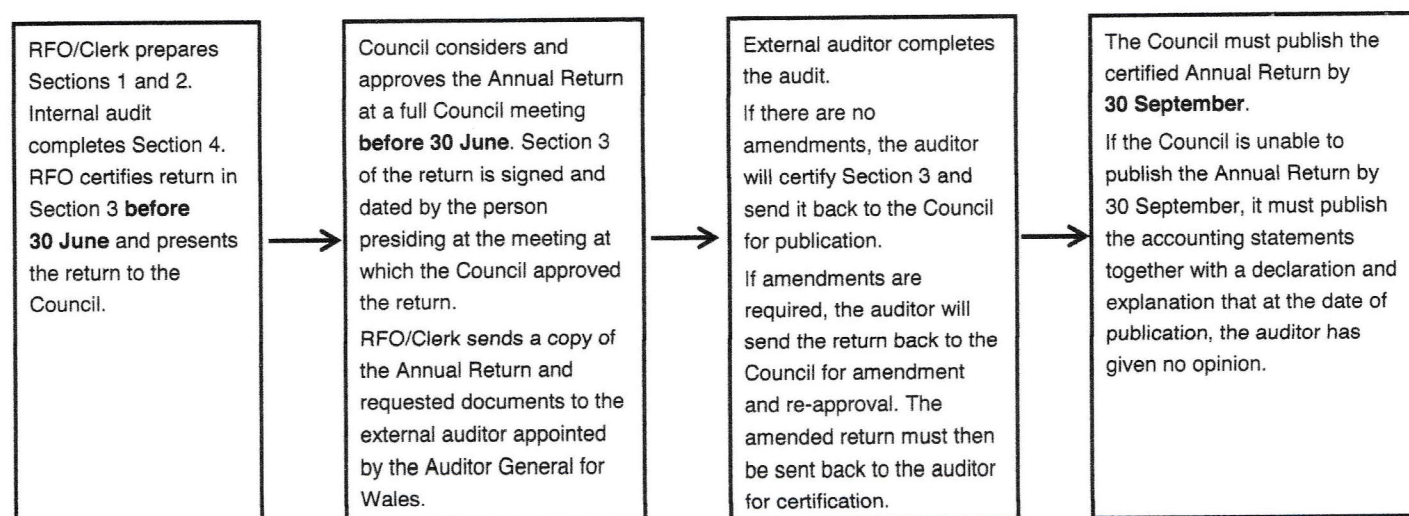 RFO/Clerk prepares
Sections 1 and 2.
Internal audit
completes Section 4.
RFO certifies return in
Section 3 before
30 June and presents
the return to the
Council.
Council considers and
approves the Annual Return
at a full Council meeting
before 30 June. Section 3
of the return is signed and
dated by the person
presiding at the meeting at
which the Council approved
the return.
RFO/Clerk sends a copy of
the Annual Return and
requested documents to the
external auditor appointed
by the Auditor General for
Wales.
External auditor completes
the audit.
If there are no
amendments, the auditor
will certify Section 3 and
send it back to the Council
for publication.
If amendments are
required, the auditor will
send the return back to the
Council for amendment
and re-approval. The
amended return must then
be sent back to the auditor
for certification.
The Council must publish the
certified Annual Return by
30 September.
If the Council is unable to
publish the Annual Return by
30 September, it must publish
the accounting statements
together with a declaration and
explanation that at the date of
publication, the auditor has
given no opinion.